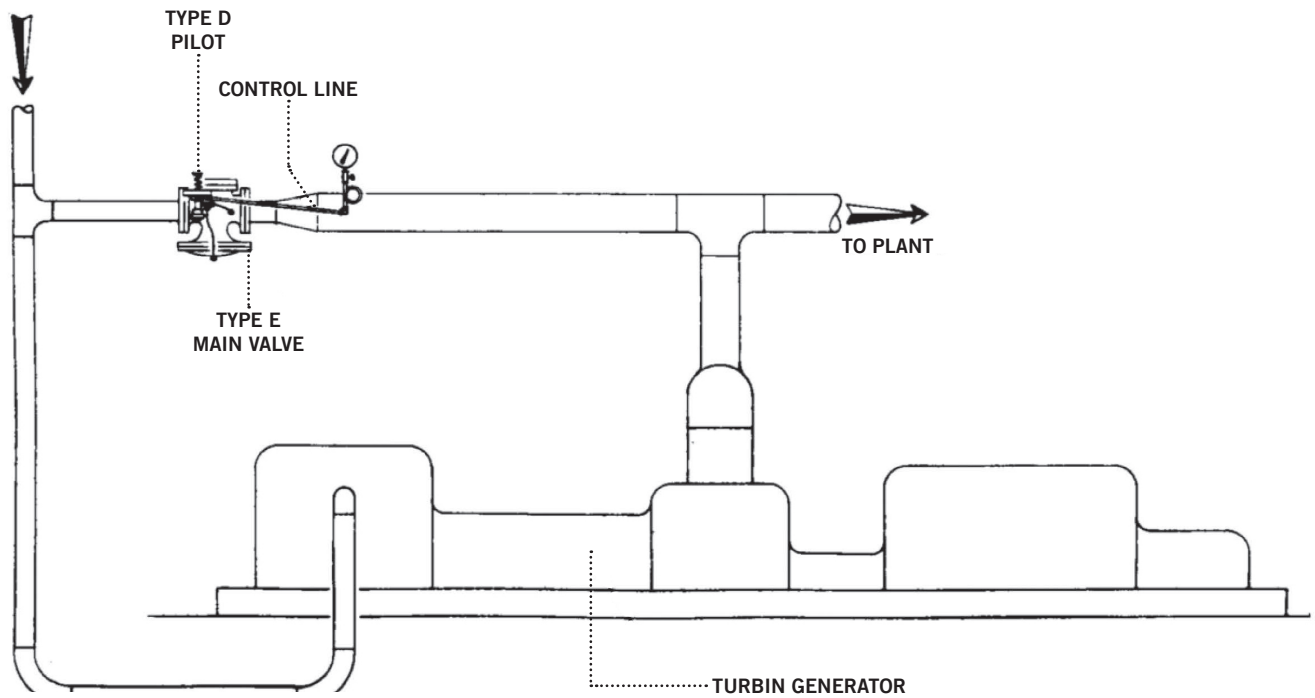 TYPE D
PILOT
CONTROL LINE
TO PLANT
TYPE E
MAIN VALVE
TURBIN GENERATOR